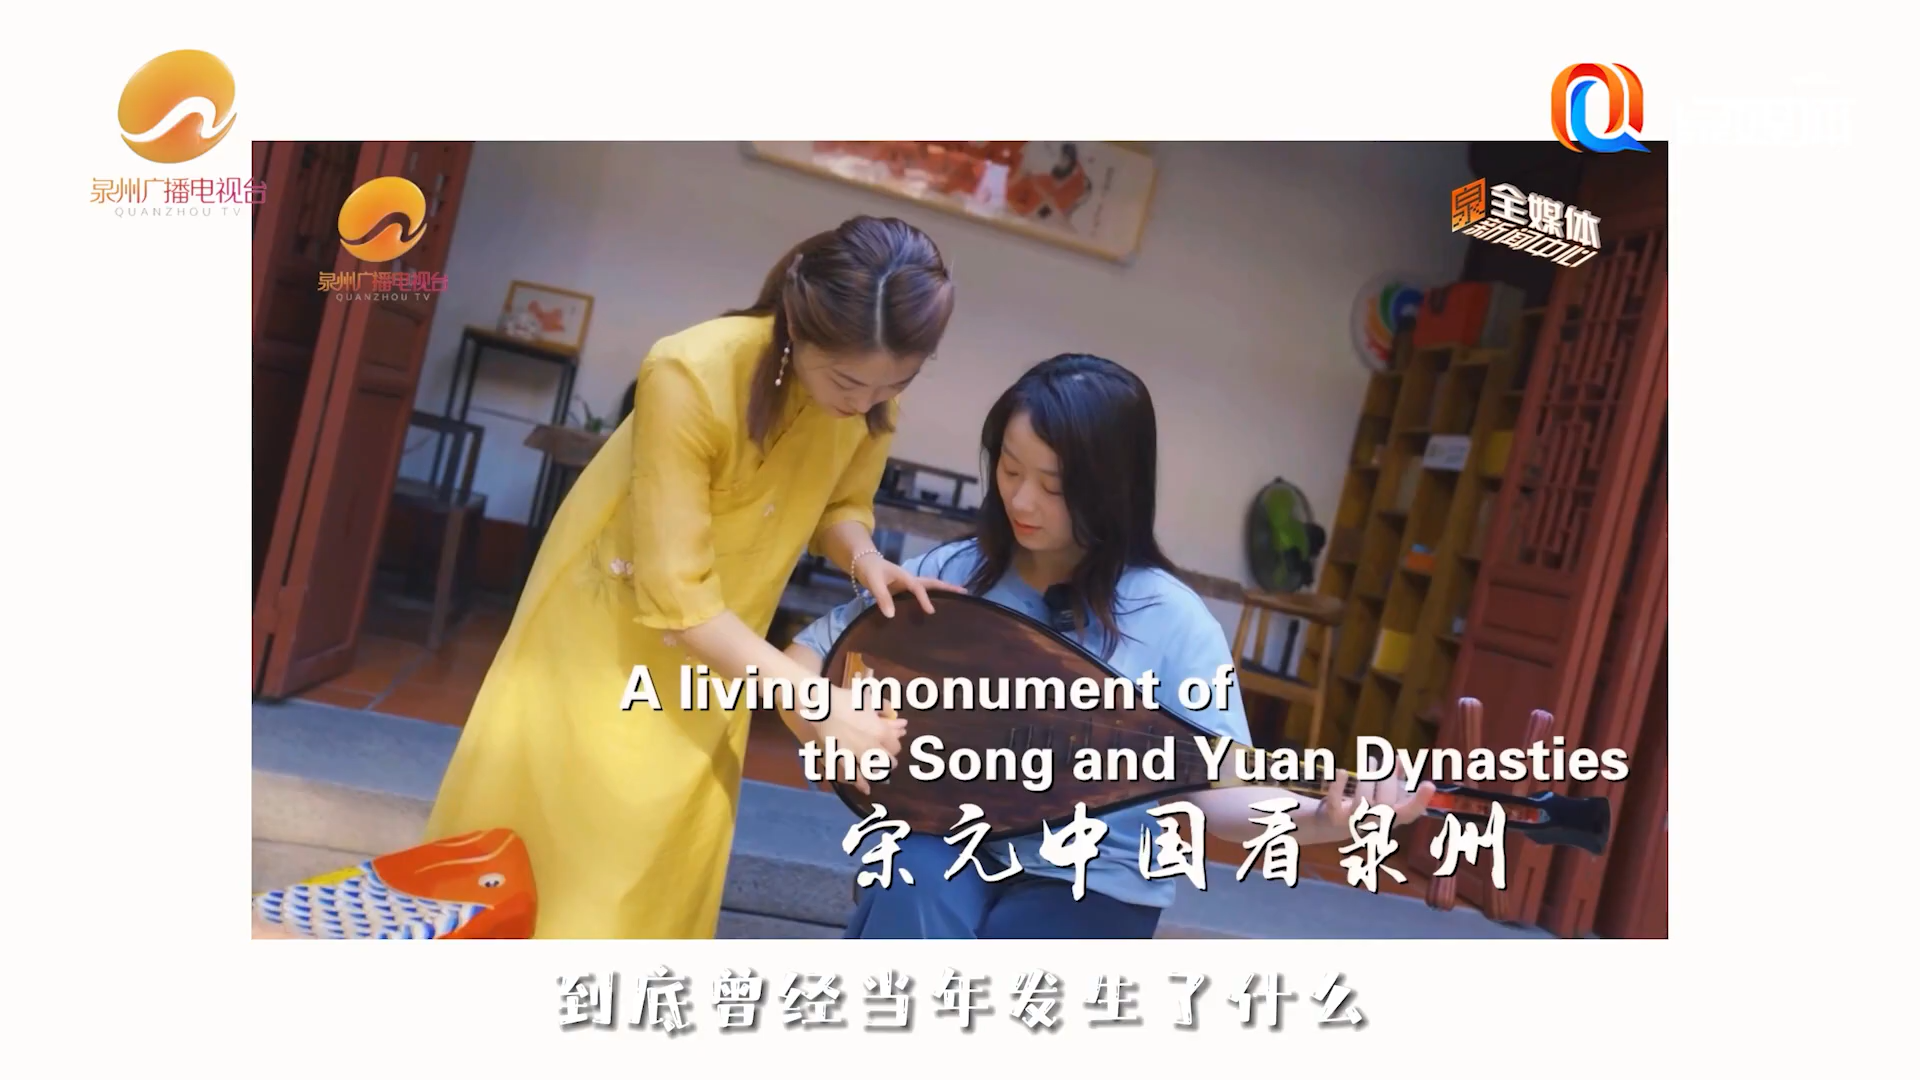 泉州广播电视台
QUANZHOU TV
泉州广播电视台
QUANZHOU TV
泉全媒体
新闻中心
A living monument of
the Song and Yuan Dynasties
宋元中国看泉州
到底曾经当年发生了什么